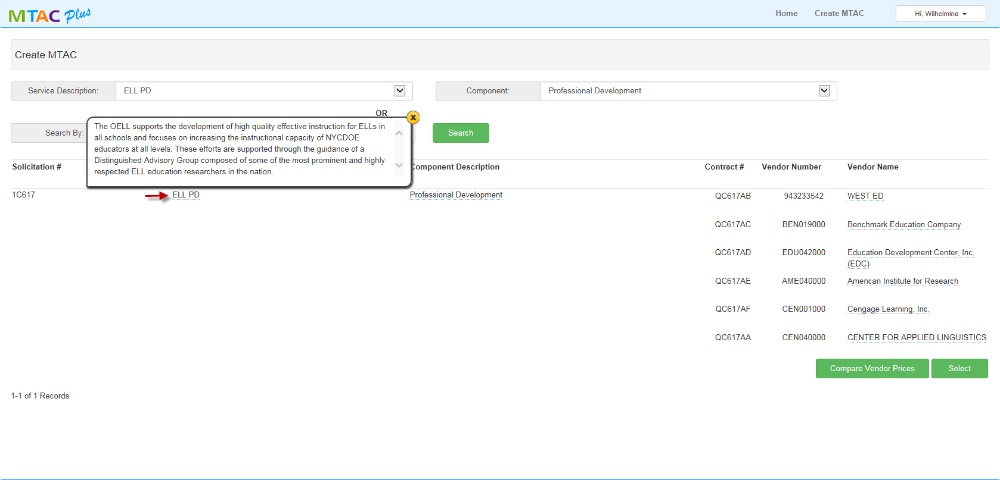 MTAC Plus
Home
Create MTAC
Hi, Wilhelmina
Create MTAC
Service Description:
ELL PD
Component:
Professional Development
OR
x
Search By:
Search
The OELL supports the development of high quality effective instruction for ELLs in
all schools and focuses on increasing the instructional capacity of NYCDOE
educators at all levels. These efforts are supported through the guidance of a
Distinguished Advisory Group composed of some of the most prominent and highly
respected ELL education researchers in the nation.
Solicitation #
Component Description
Contract #
Vendor Number
Vendor Name
1C617
ELL PD
Professional Development
QC617AB
943233542
WEST ED
QC617AC
BEN019000
Benchmark Education Company
QC617AD
EDU042000
Education Development Center, Inc.
(EDC)
QC617AE
AME040000
American Institute for Research
QC617AF
CEN001000
Cengage Learning, Inc.
QC617AA
CEN040000
CENTER FOR APPLIED LINGUISTICS
Compare Vendor Prices
Select
1-1 of 1 Records